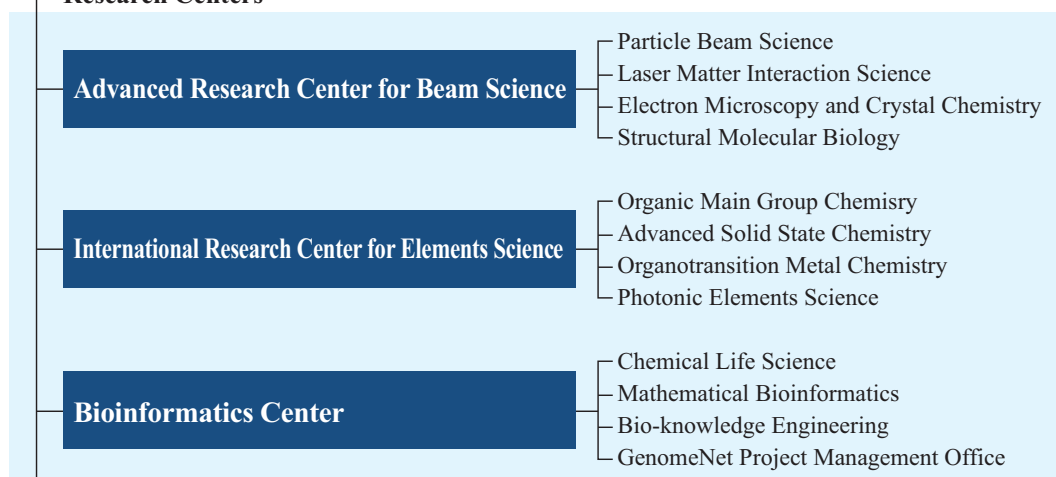 Research Centers
Advanced Research Center for Beam Science
Particle Beam Science
Laser Matter Interaction Science
Electron Microscopy and Crystal Chemistry
Structural Molecular Biology
International Research Center for Elements Science
Organic Main Group Chemisry
Advanced Solid State Chemistry
Organotransition Metal Chemistry
Photonic Elements Science
Bioinformatics Center
Chemical Life Science
Mathematical Bioinformatics
Bio-knowledge Engineering
GenomeNet Project Management Office